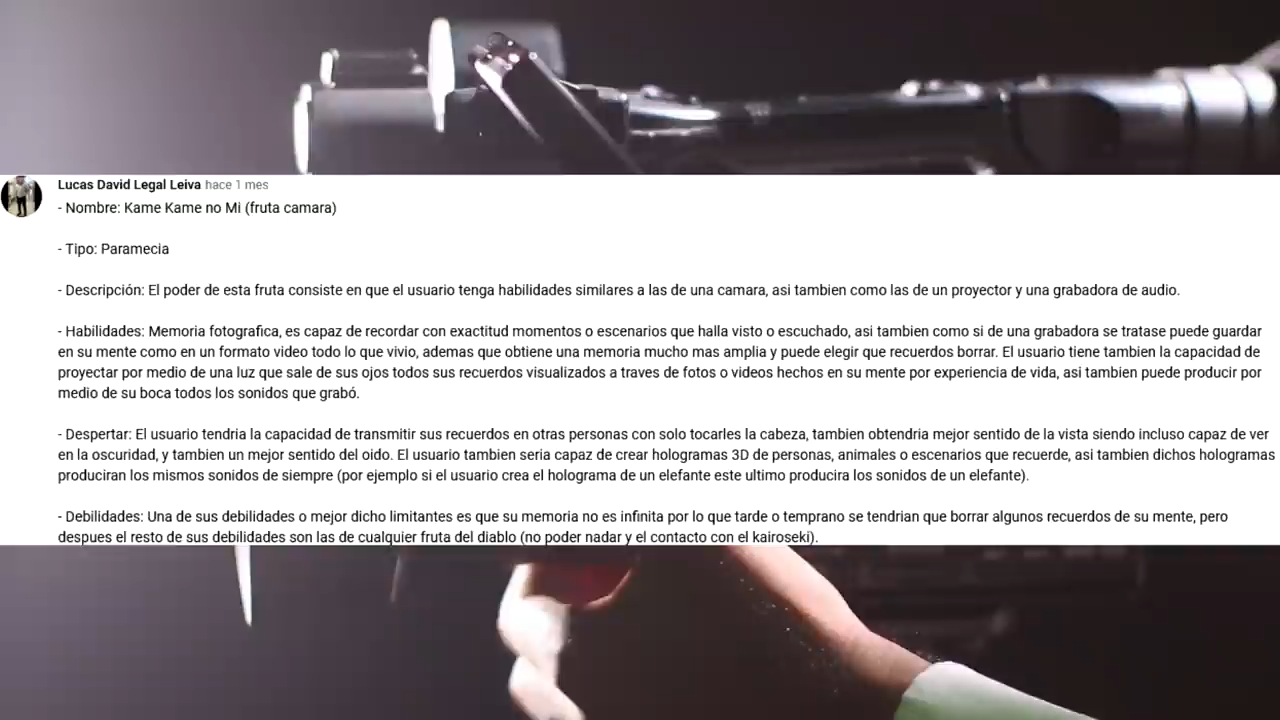 Lucas David Legal Leiva hace 1 mes
- Nombre: Kame Kame no Mi (fruta camara)
- Tipo: Paramecia
- Descripción: El poder de esta fruta consiste en que el usuario tenga habilidades similares a las de una camara, asi tambien como las de un proyector y una grabadora de audio.
- Habilidades: Memoria fotografica, es capaz de recordar con exactitud momentos o escenarios que halla visto o escuchado, asi tambien como si de una grabadora se tratase puede guardar
en su mente como en un formato video todo lo que vivio, ademas que obtiene una memoria mucho mas amplia y puede elegir que recuerdos borrar. El usuario tiene tambien la capacidad de
proyectar por medio de una luz que sale de sus ojos todos sus recuerdos visualizados a traves de fotos o videos hechos en su mente por experiencia de vida, asi tambien puede producir por
medio de su boca todos los sonidos que grabó.
- Despertar: El usuario tendria la capacidad de transmitir sus recuerdos en otras personas con solo tocarles la cabeza, tambien obtendria mejor sentido de la vista siendo incluso capaz de ver
en la oscuridad, y tambien un mejor sentido del oido. El usuario tambien seria capaz de crear hologramas 3D de personas, animales o escenarios que recuerde, asi tambien dichos hologramas
produciran los mismos sonidos de siempre (por ejemplo si el usuario crea el holograma de un elefante este ultimo producira los sonidos de un elefante).
- Debilidades: Una de sus debilidades o mejor dicho limitantes es que su memoria no es infinita por lo que tarde o temprano se tendrian que borrar algunos recuerdos de su mente, pero
despues el resto de sus debilidades son las de cualquier fruta del diablo (no poder nadar y el contacto con el kairoseki).